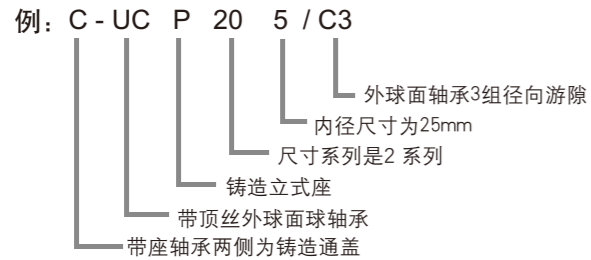 例：C - UC P 20 5 / C3
外球面轴承3组径向游隙
内径尺寸为25mm
尺寸系列是2 系列
铸造立式座
带顶丝外球面球轴承
带座轴承两侧为铸造通盖